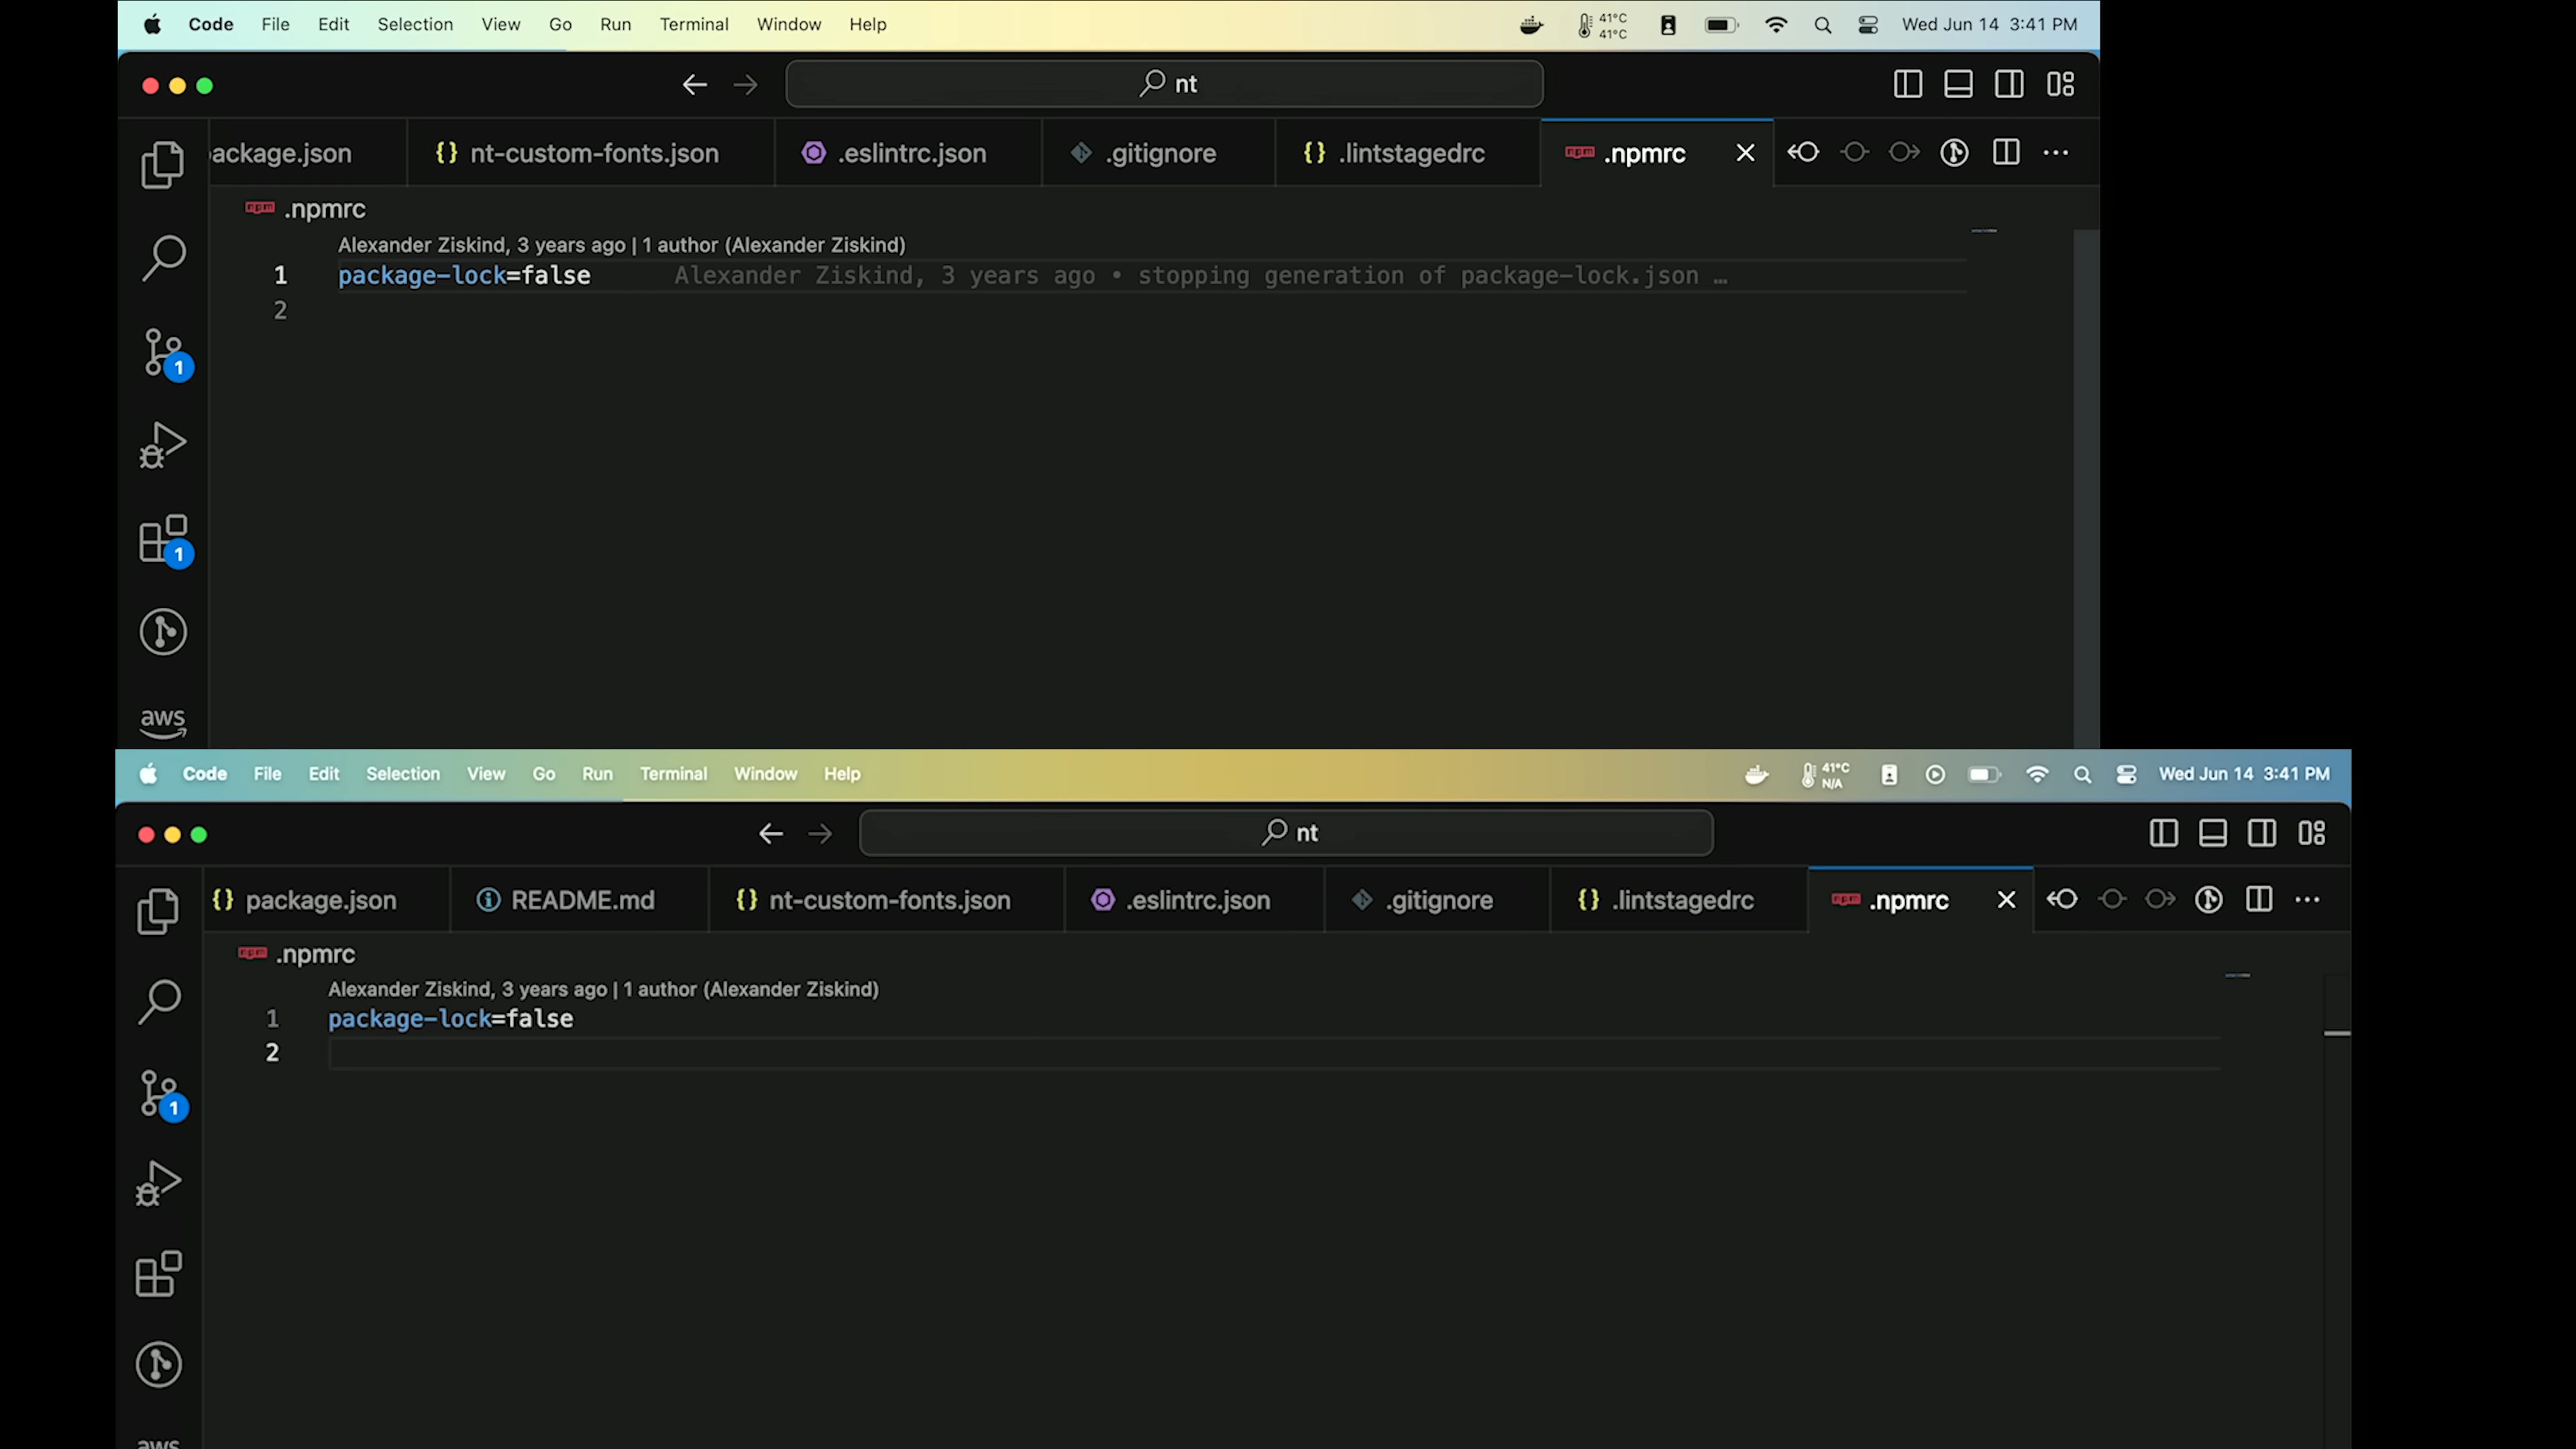 Code File Edit Selection View Go Run Terminal Window Help 41°C 41°C Wed Jun 14 3:41 PM
nt
package.json nt-custom-fonts.json .eslintrc.json .gitignore .lintstagedrc .npmrc
.npmrc
Alexander Ziskind, 3 years ago | 1 author (Alexander Ziskind)
1 package-lock=false Alexander Ziskind, 3 years ago • stopping generation of package-lock.json …
2
1
1
aws
Code File Edit Selection View Go Run Terminal Window Help 41°C N/A Wed Jun 14 3:41 PM
nt
{} package.json README.md {} nt-custom-fonts.json .eslintrc.json .gitignore {} .lintstagedrc npm .npmrc
npm .npmrc
Alexander Ziskind, 3 years ago | 1 author (Alexander Ziskind)
1 package-lock=false
2
1
aws